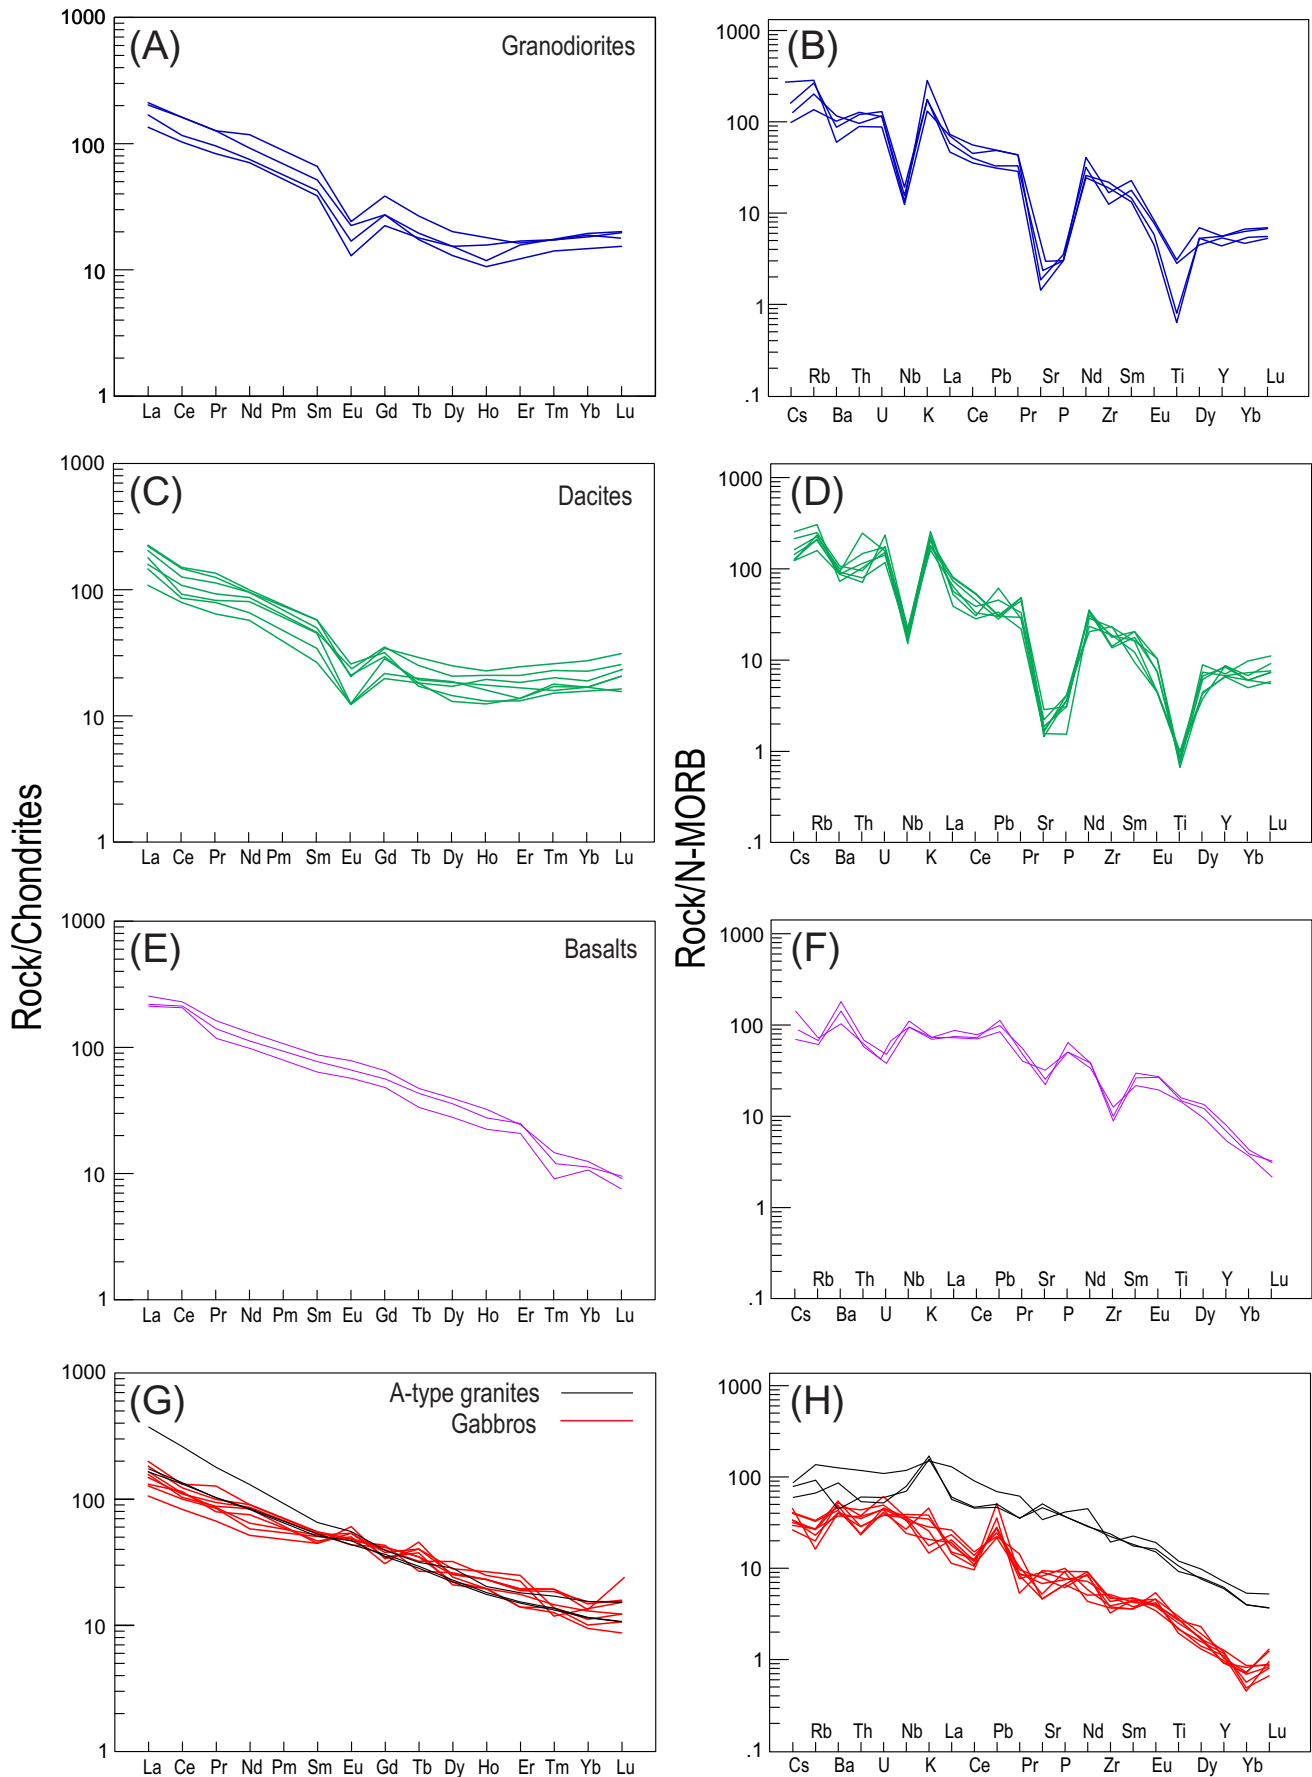 Rock/Chondrites
Rock/N-MORB
(A)
Granodiorites
1000
100
10
1
La Ce Pr Nd Pm Sm Eu Gd Tb Dy Ho Er Tm Yb Lu
(B)
1000
100
10
1
.1
Rb Th Nb La Pb Sr Nd Sm Ti Y Lu
Cs Ba U K Ce Pr P Zr Eu Dy Yb
(C)
Dacites
1000
100
10
1
La Ce Pr Nd Pm Sm Eu Gd Tb Dy Ho Er Tm Yb Lu
(D)
1000
100
10
1
.1
Rb Th Nb La Pb Sr Nd Sm Ti Y Lu
Cs Ba U K Ce Pr P Zr Eu Dy Yb
(E)
Basalts
1000
100
10
1
La Ce Pr Nd Pm Sm Eu Gd Tb Dy Ho Er Tm Yb Lu
(F)
1000
100
10
1
.1
Rb Th Nb La Pb Sr Nd Sm Ti Y Lu
Cs Ba U K Ce Pr P Zr Eu Dy Yb
(G)
A-type granites
Gabbros
1000
100
10
1
La Ce Pr Nd Pm Sm Eu Gd Tb Dy Ho Er Tm Yb Lu
(H)
1000
100
10
1
.1
Rb Th Nb La Pb Sr Nd Sm Ti Y Lu
Cs Ba U K Ce Pr P Zr Eu Dy Yb